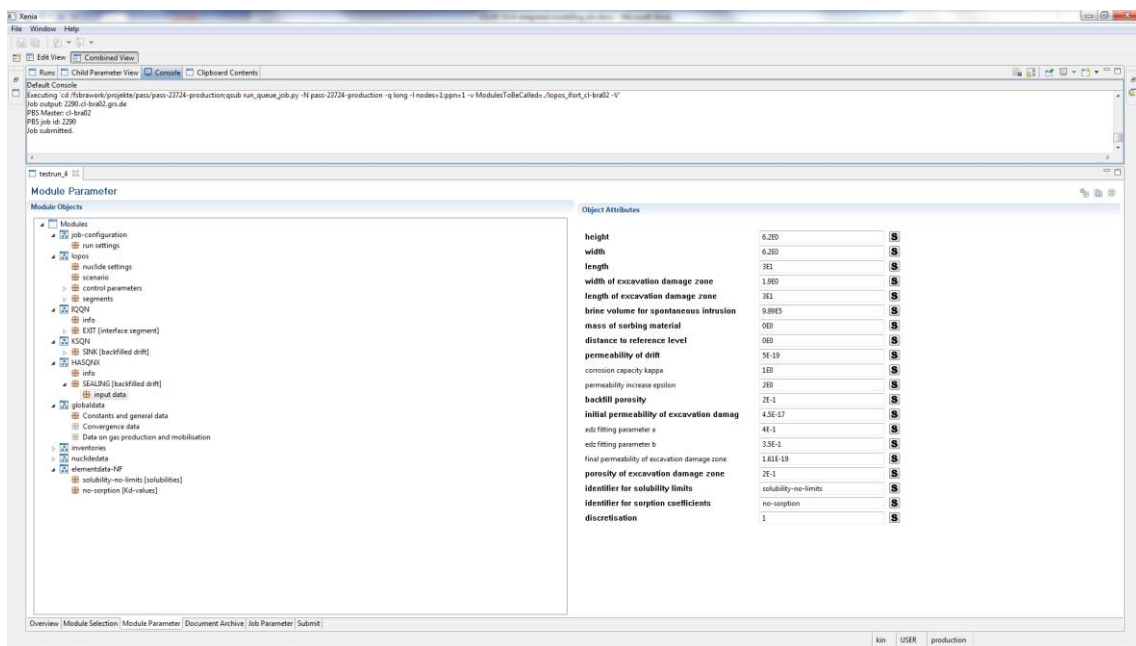 Xenia
File Window Help
Edit View Combined View
Runs Child Parameter View Console Clipboard Contents
Default Console
Executing 'cd /fsbrawork/projekte/pass/pass-23724-production;qsub run_queue_job.py -N pass-23724-production -q long -l nodes=1:ppn=1 -v ModulesToBeCalled=./lopos_ifort_cl-bra02 -V'
Job output: 2290.cl-bra02.grs.de
PBS Master: cl-bra02
PBS job id: 2290
Job submitted.
testrun_4
Module Parameter
Module Objects
Modules
job-configuration
run settings
lopos
nuclide settings
scenario
control parameters
segments
IQQN
info
EXIT [interface segment]
KSQN
SINK [backfilled drift]
HASQNX
info
SEALING [backfilled drift]
input data
globaldata
Constants and general data
Convergence data
Data on gas production and mobilisation
inventories
nuclidedata
elementdata-NF
solubility-no-limits [solubilities]
no-sorption [Kd-values]
Object Attributes
height 6.2E0 S
width 6.2E0 S
length 3E1 S
width of excavation damage zone 1.9E0 S
length of excavation damage zone 3E1 S
brine volume for spontaneous intrusion 9.99E5 S
mass of sorbing material 0E0 S
distance to reference level 0E0 S
permeability of drift 5E-19 S
corrosion capacity kappa 1E0 S
permeability increase epsilon 2E0 S
backfill porosity 2E-1 S
initial permeability of excavation damag 4.5E-17 S
edz fitting parameter a 4E-1 S
edz fitting parameter b 3.5E-1 S
final permeability of excavation damage zone 1.61E-19 S
porosity of excavation damage zone 2E-1 S
identifier for solubility limits solubility-no-limits S
identifier for sorption coefficients no-sorption S
discretisation 1 S
Overview Module Selection Module Parameter Document Archive Job Parameter Submit
kin USER production